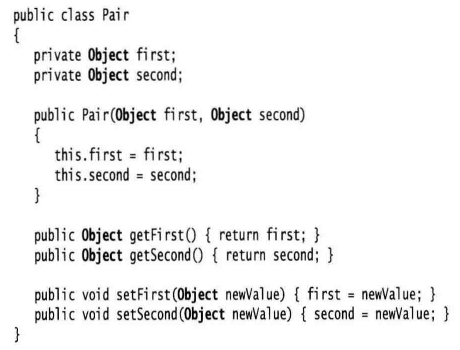 public class Pair
{
private Object first;
private Object second;
public Pair(Object first, Object second)
{
this.first = first;
this.second = second;
}
public Object getFirst() { return first; }
public Object getSecond() { return second; }
public void setFirst(Object newValue) { first = newValue; }
public void setSecond(Object newValue) { second = newValue; }
}